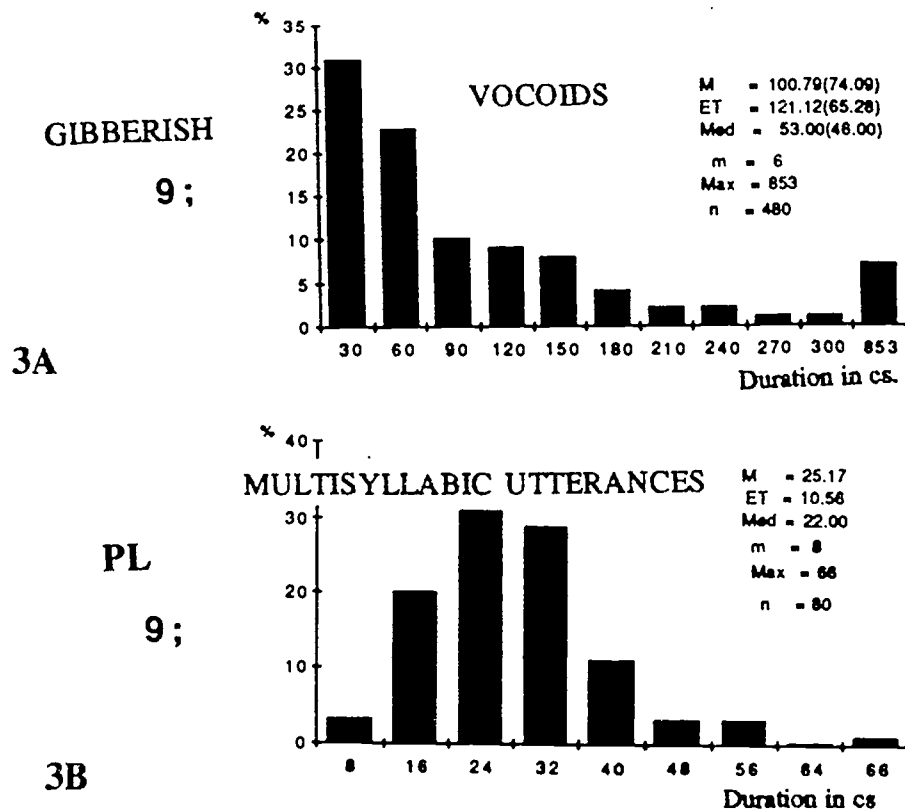 %
35
30
25
20
15
10
5
0
VOCOIDS
M = 100.79(74.09)
ET = 121.12(65.28)
Med = 53.00(46.00)
m = 6
Max = 853
n = 480
GIBBERISH
9;
30 60 90 120 150 180 210 240 270 300 853
3A
Duration in cs.
%
40
30
20
10
0
MULTISYLLABIC UTTERANCES
M = 25.17
ET = 10.56
Med = 22.00
m = 8
Max = 66
n = 80
PL
9;
8 16 24 32 40 48 56 64 66
3B
Duration in cs